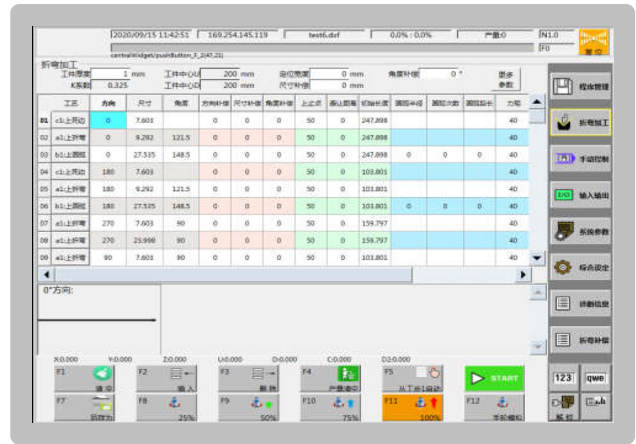 2020/09/15 11:42:51 169.254.145.119 test6.dxf 0.0% : 0.0% 产量:0 N1.0
F0 复位
centralWidget/pushButton_F_2(47,21)
折弯加工
工件厚度 1 mm 工件中心U 200 mm 定位宽度 0 mm 角度补偿 0 ° 更多
K系数 0.325 工件中心D 200 mm 尺寸补偿 0 mm 参数
工艺 方向 尺寸 角度 方向补偿 尺寸补偿 角度补偿 上止点 避让距离 初始长度 圆弧半径 圆弧次数 圆弧弦长 力矩
01 c1:上死边 0 7.603 0 0 0 50 0 247.898 40
02 a1:上折弯 0 9.292 121.5 0 0 0 50 0 247.898 40
03 b1:上圆弧 0 27.535 148.5 0 0 0 50 0 247.898 0 0 0 40
04 c1:上死边 180 7.603 0 0 0 50 0 103.801 40
05 a1:上折弯 180 9.292 121.5 0 0 0 50 0 103.801 40
06 b1:上圆弧 180 27.535 148.5 0 0 0 50 0 103.801 0 0 0 40
07 a1:上折弯 270 7.603 90 0 0 0 50 0 159.797 40
08 a1:上折弯 270 23.998 90 0 0 0 50 0 159.797 40
09 a1:上折弯 90 7.603 90 0 0 0 50 0 103.801 40
0°方向:
程序管理
折弯加工
手动控制
I/O 输入输出
系统参数
综合设定
诊断信息
折弯补偿
X:0.000 Y:0.000 Z:0.000 U:0.000 D:0.000 C:0.000 D2:0.000
F1 清空 F2 插入 F3 删除 F4 产量清空 F5 从工步1启动 START 123 qwe
F7 另存为 F8 25% F9 50% F10 75% F11 100% F12 手轮模拟 解锁